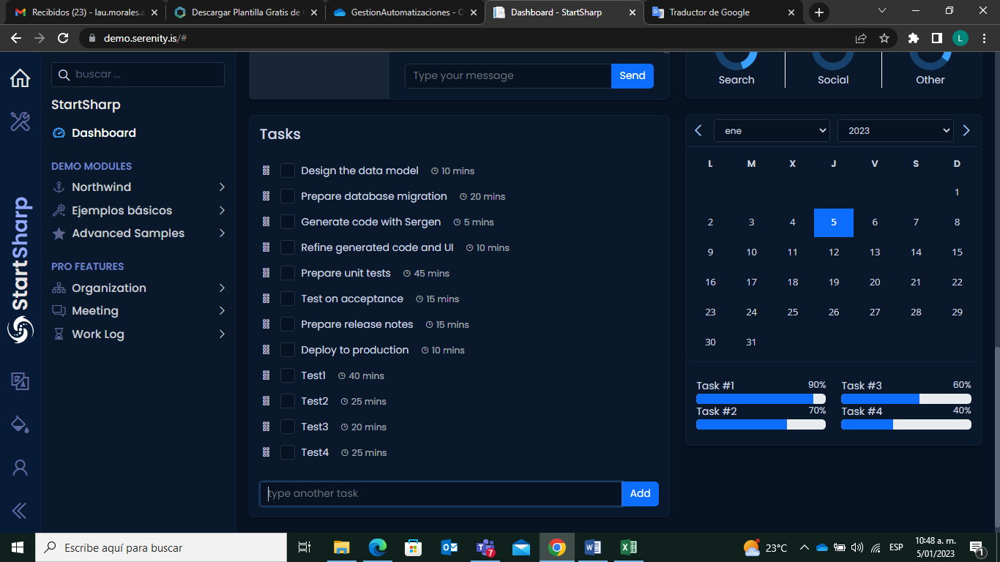 Recibidos (23) - lau.morales.a
Descargar Plantilla Gratis de
GestionAutomatizaciones - O
Dashboard - StartSharp
Traductor de Google
demo.serenity.is/#
L
buscar ...
StartSharp
Dashboard
DEMO MODULES
Northwind
Ejemplos básicos
Advanced Samples
PRO FEATURES
Organization
Meeting
Work Log
StartSharp
Type your message
Send
Tasks
Design the data model 10 mins
Prepare database migration 20 mins
Generate code with Sergen 5 mins
Refine generated code and UI 10 mins
Prepare unit tests 45 mins
Test on acceptance 15 mins
Prepare release notes 15 mins
Deploy to production 10 mins
Test1 40 mins
Test2 25 mins
Test3 20 mins
Test4 25 mins
type another task
Add
Search Social Other
ene 2023
L M X J V S D
1
2 3 4 5 6 7 8
9 10 11 12 13 14 15
16 17 18 19 20 21 22
23 24 25 26 27 28 29
30 31
Task #1 90% Task #3 60%
Task #2 70% Task #4 40%
Escribe aquí para buscar
7
23°C
ESP
10:48 a. m.
5/01/2023
1